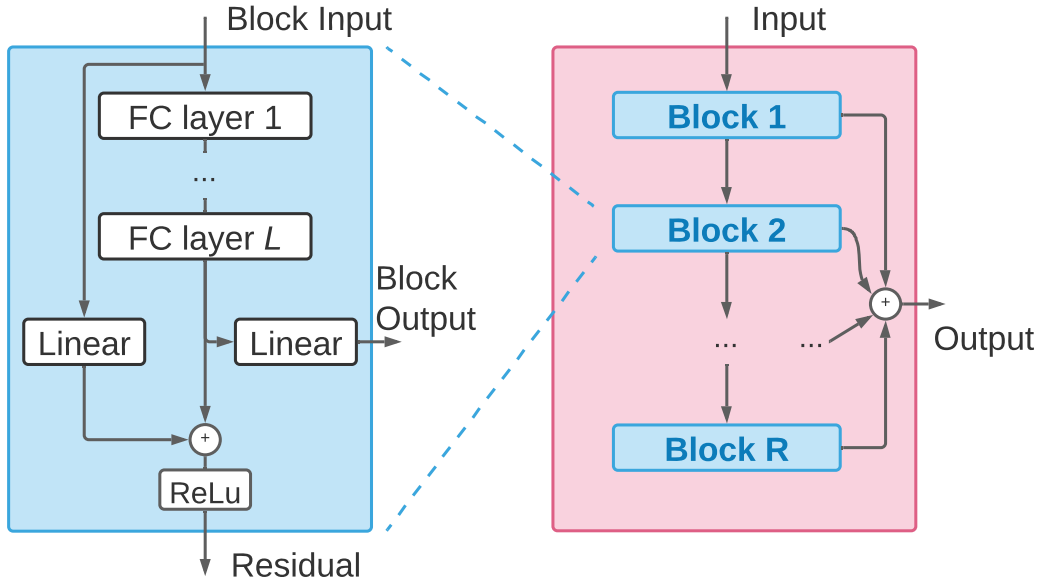 Block Input
FC layer 1
...
FC layer L
Block
Output
Linear
Linear
+
ReLu
Residual
Input
Block 1
Block 2
+
Output
...
...
Block R